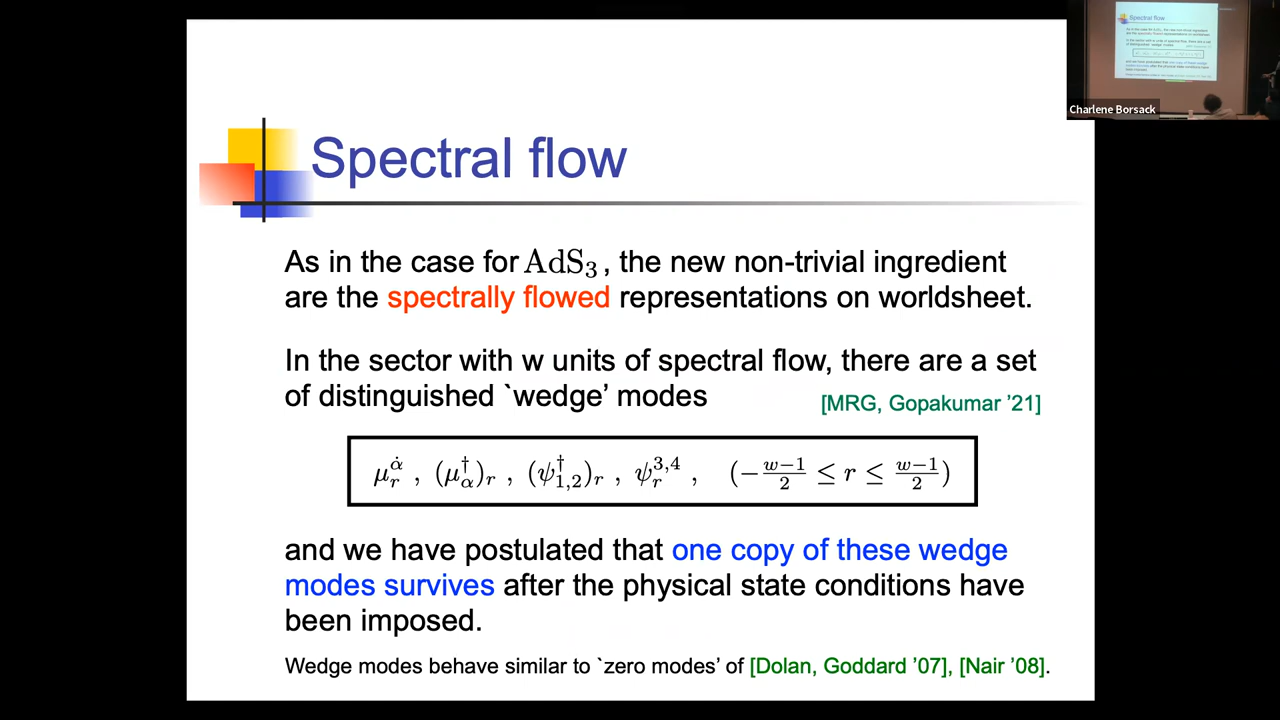 Spectral flow
As in the case for AdS₃, the new non-trivial ingredient
are the spectrally flowed representations on worldsheet.
In the sector with w units of spectral flow, there are a set
of distinguished `wedge' modes
[MRG, Gopakumar '21]
μ_r^{α̇} , (μ_α^†)_r , (ψ_{1,2}^†)_r , ψ_r^{3,4} , (−\frac{w−1}{2} ≤ r ≤ \frac{w−1}{2})
and we have postulated that one copy of these wedge
modes survives after the physical state conditions have
been imposed.
Wedge modes behave similar to `zero modes' of [Dolan, Goddard '07], [Nair '08].
Spectral flow
Charlene Borsack